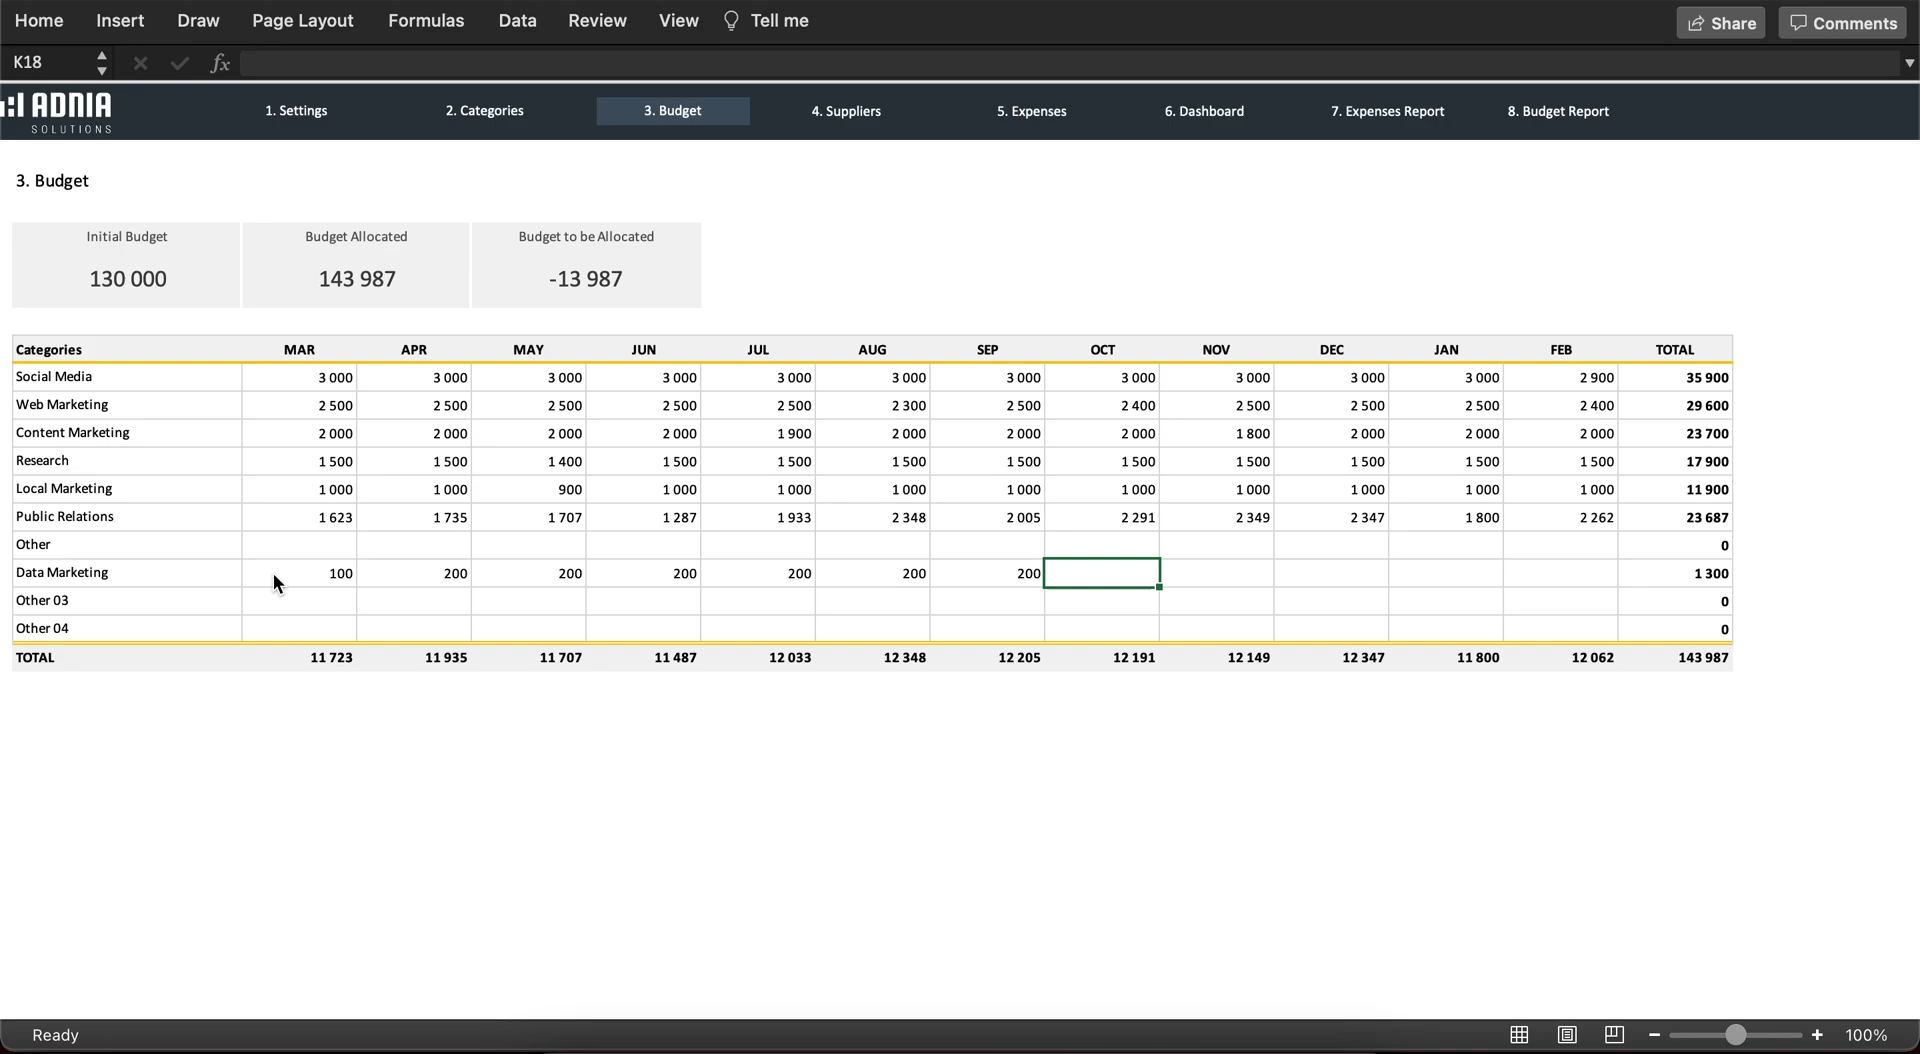 Home Insert Draw Page Layout Formulas Data Review View Tell me Share Comments
K18 fx
ADNIA
SOLUTIONS
1. Settings 2. Categories 3. Budget 4. Suppliers 5. Expenses 6. Dashboard 7. Expenses Report 8. Budget Report
3. Budget
Initial Budget Budget Allocated Budget to be Allocated
130 000 143 987 -13 987
Categories MAR APR MAY JUN JUL AUG SEP OCT NOV DEC JAN FEB TOTAL
Social Media 3 000 3 000 3 000 3 000 3 000 3 000 3 000 3 000 3 000 3 000 3 000 2 900 35 900
Web Marketing 2 500 2 500 2 500 2 500 2 500 2 300 2 500 2 400 2 500 2 500 2 500 2 400 29 600
Content Marketing 2 000 2 000 2 000 2 000 1 900 2 000 2 000 2 000 1 800 2 000 2 000 2 000 23 700
Research 1 500 1 500 1 400 1 500 1 500 1 500 1 500 1 500 1 500 1 500 1 500 1 500 17 900
Local Marketing 1 000 1 000 900 1 000 1 000 1 000 1 000 1 000 1 000 1 000 1 000 1 000 11 900
Public Relations 1 623 1 735 1 707 1 287 1 933 2 348 2 005 2 291 2 349 2 347 1 800 2 262 23 687
Other 0
Data Marketing 100 200 200 200 200 200 200 1 300
Other 03 0
Other 04 0
TOTAL 11 723 11 935 11 707 11 487 12 033 12 348 12 205 12 191 12 149 12 347 11 800 12 062 143 987
Ready 100%